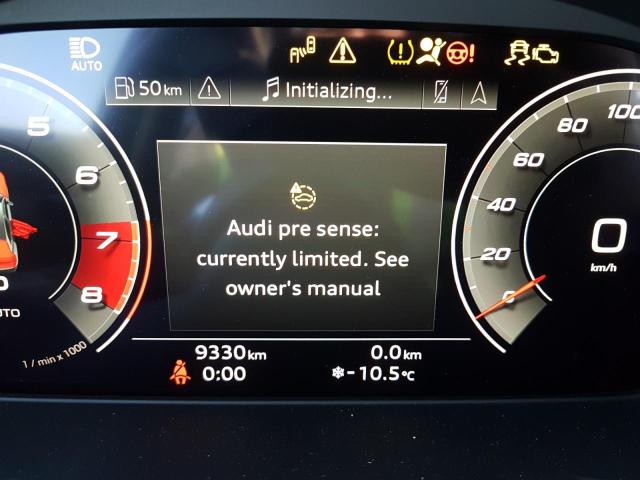 AUTO
50 km
Initializing...
5
6
7
8
1 / min x 1000
Audi pre sense:
currently limited. See
owner's manual
9330 km
0.0 km
0:00
-10.5 °C
100
80
60
40
20
0
0
km/h